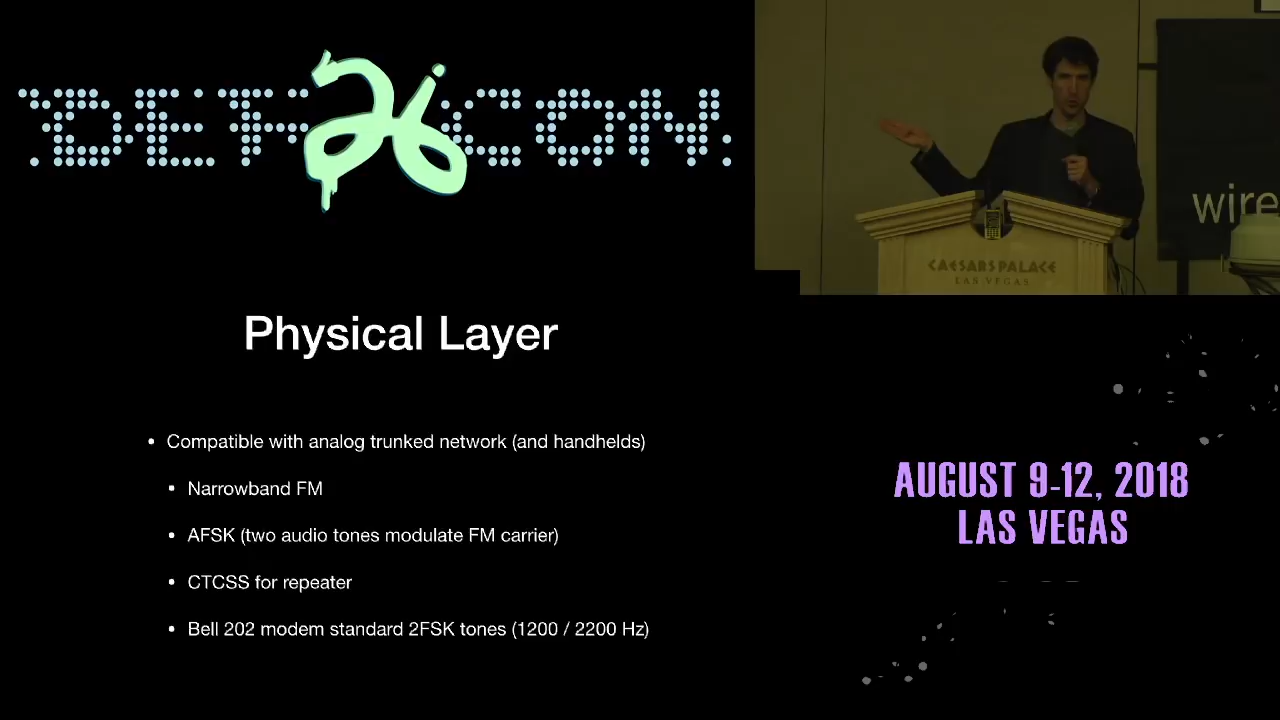 DEF 26 CON
wire
CAESARS PALACE
LAS VEGAS
Physical Layer
• Compatible with analog trunked network (and handhelds)
• Narrowband FM
• AFSK (two audio tones modulate FM carrier)
• CTCSS for repeater
• Bell 202 modem standard 2FSK tones (1200 / 2200 Hz)
AUGUST 9-12, 2018
LAS VEGAS